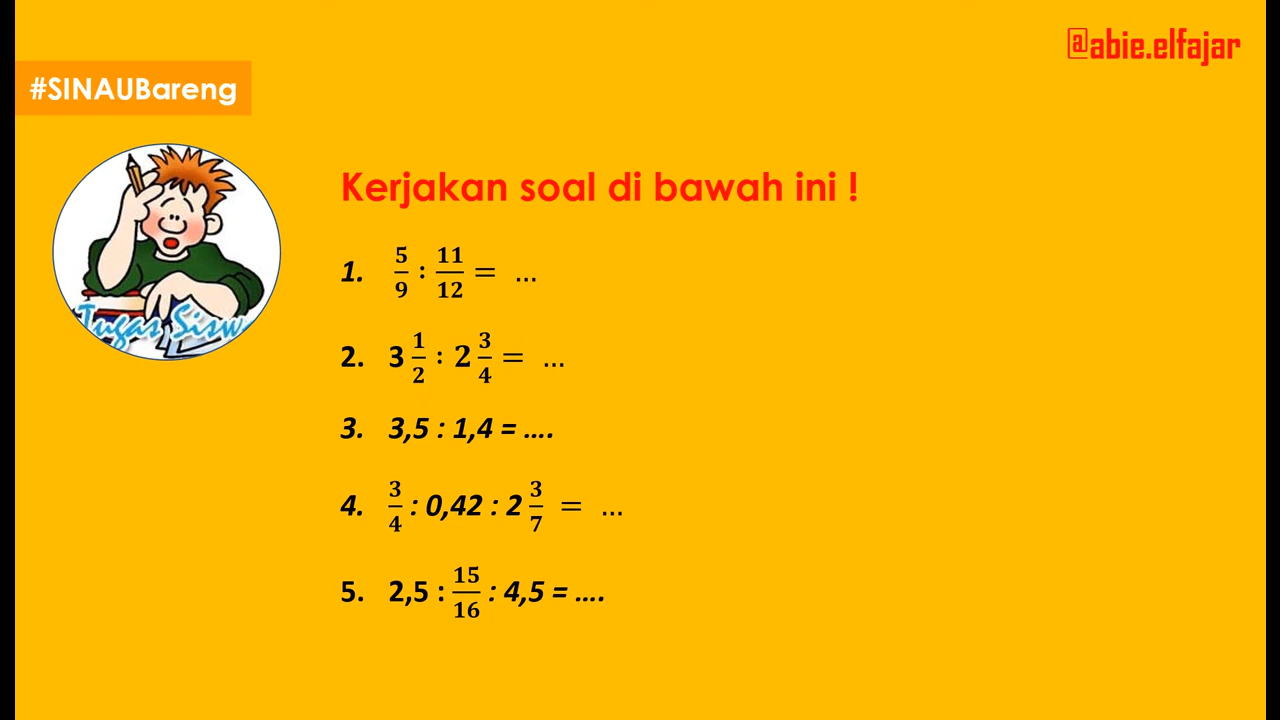 @abie.elfajar
#SINAUBareng
Tugas Sisw
Kerjakan soal di bawah ini !
1. 5/9 : 11/12 = ...
2. 3 1/2 : 2 3/4 = ...
3. 3,5 : 1,4 = ....
4. 3/4 : 0,42 : 2 3/7 = ...
5. 2,5 : 15/16 : 4,5 = ....